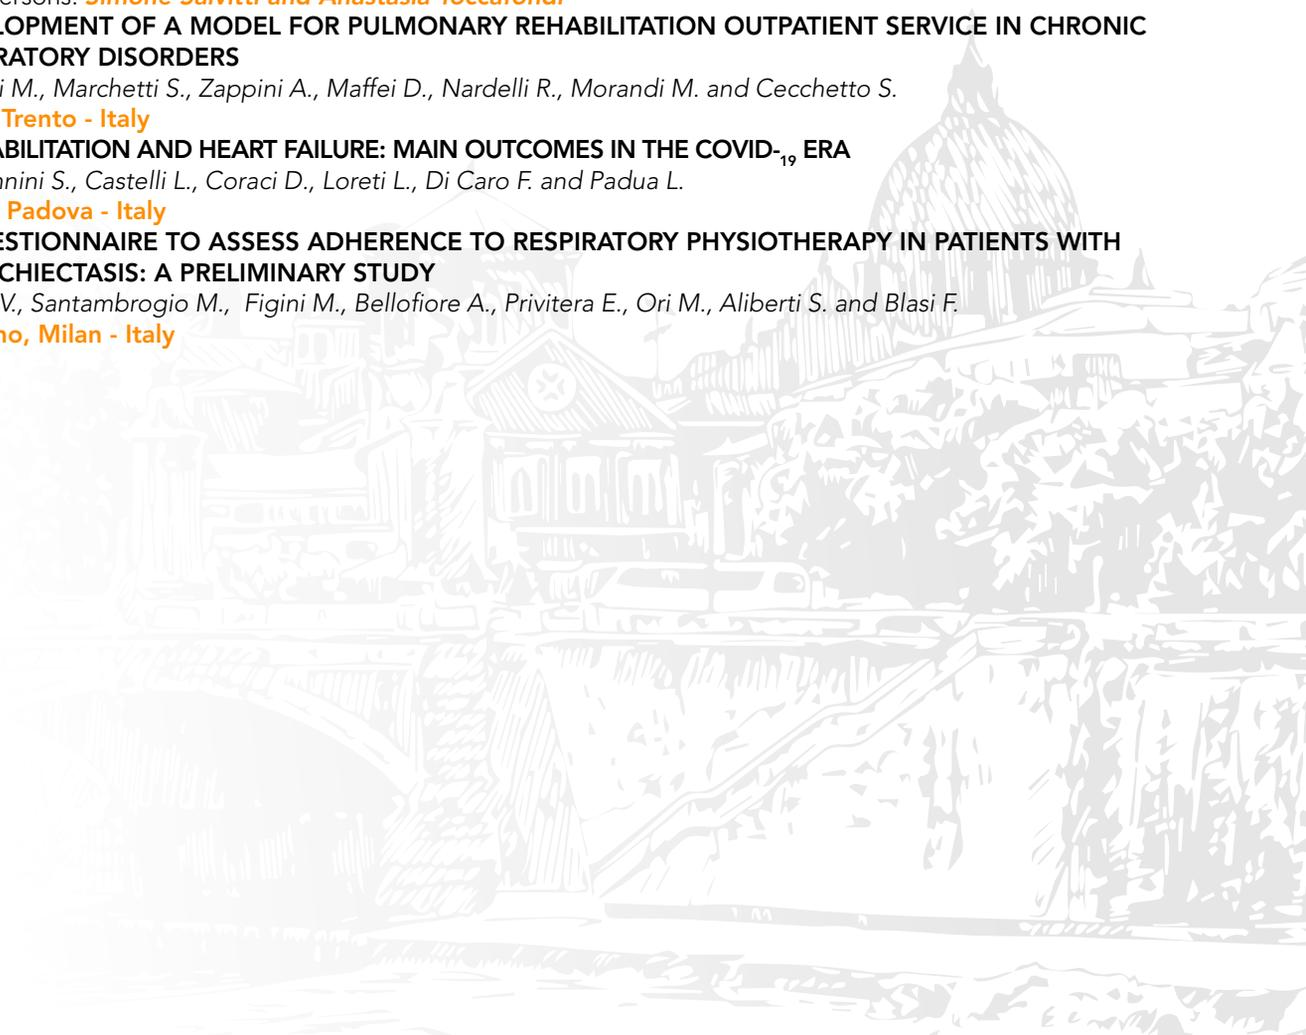 ersons: Simone Salvitti and Anastasia Toccafondi
LOPMENT OF A MODEL FOR PULMONARY REHABILITATION OUTPATIENT SERVICE IN CHRONIC
RATORY DISORDERS
i M., Marchetti S., Zappini A., Maffei D., Nardelli R., Morandi M. and Cecchetto S.
Trento - Italy
ABILITATION AND HEART FAILURE: MAIN OUTCOMES IN THE COVID-19 ERA
nnini S., Castelli L., Coraci D., Loreti L., Di Caro F. and Padua L.
Padova - Italy
ESTIONNAIRE TO ASSESS ADHERENCE TO RESPIRATORY PHYSIOTHERAPY IN PATIENTS WITH
CHIECTASIS: A PRELIMINARY STUDY
V., Santambrogio M., Figini M., Bellofiore A., Privitera E., Ori M., Aliberti S. and Blasi F.
no, Milan - Italy